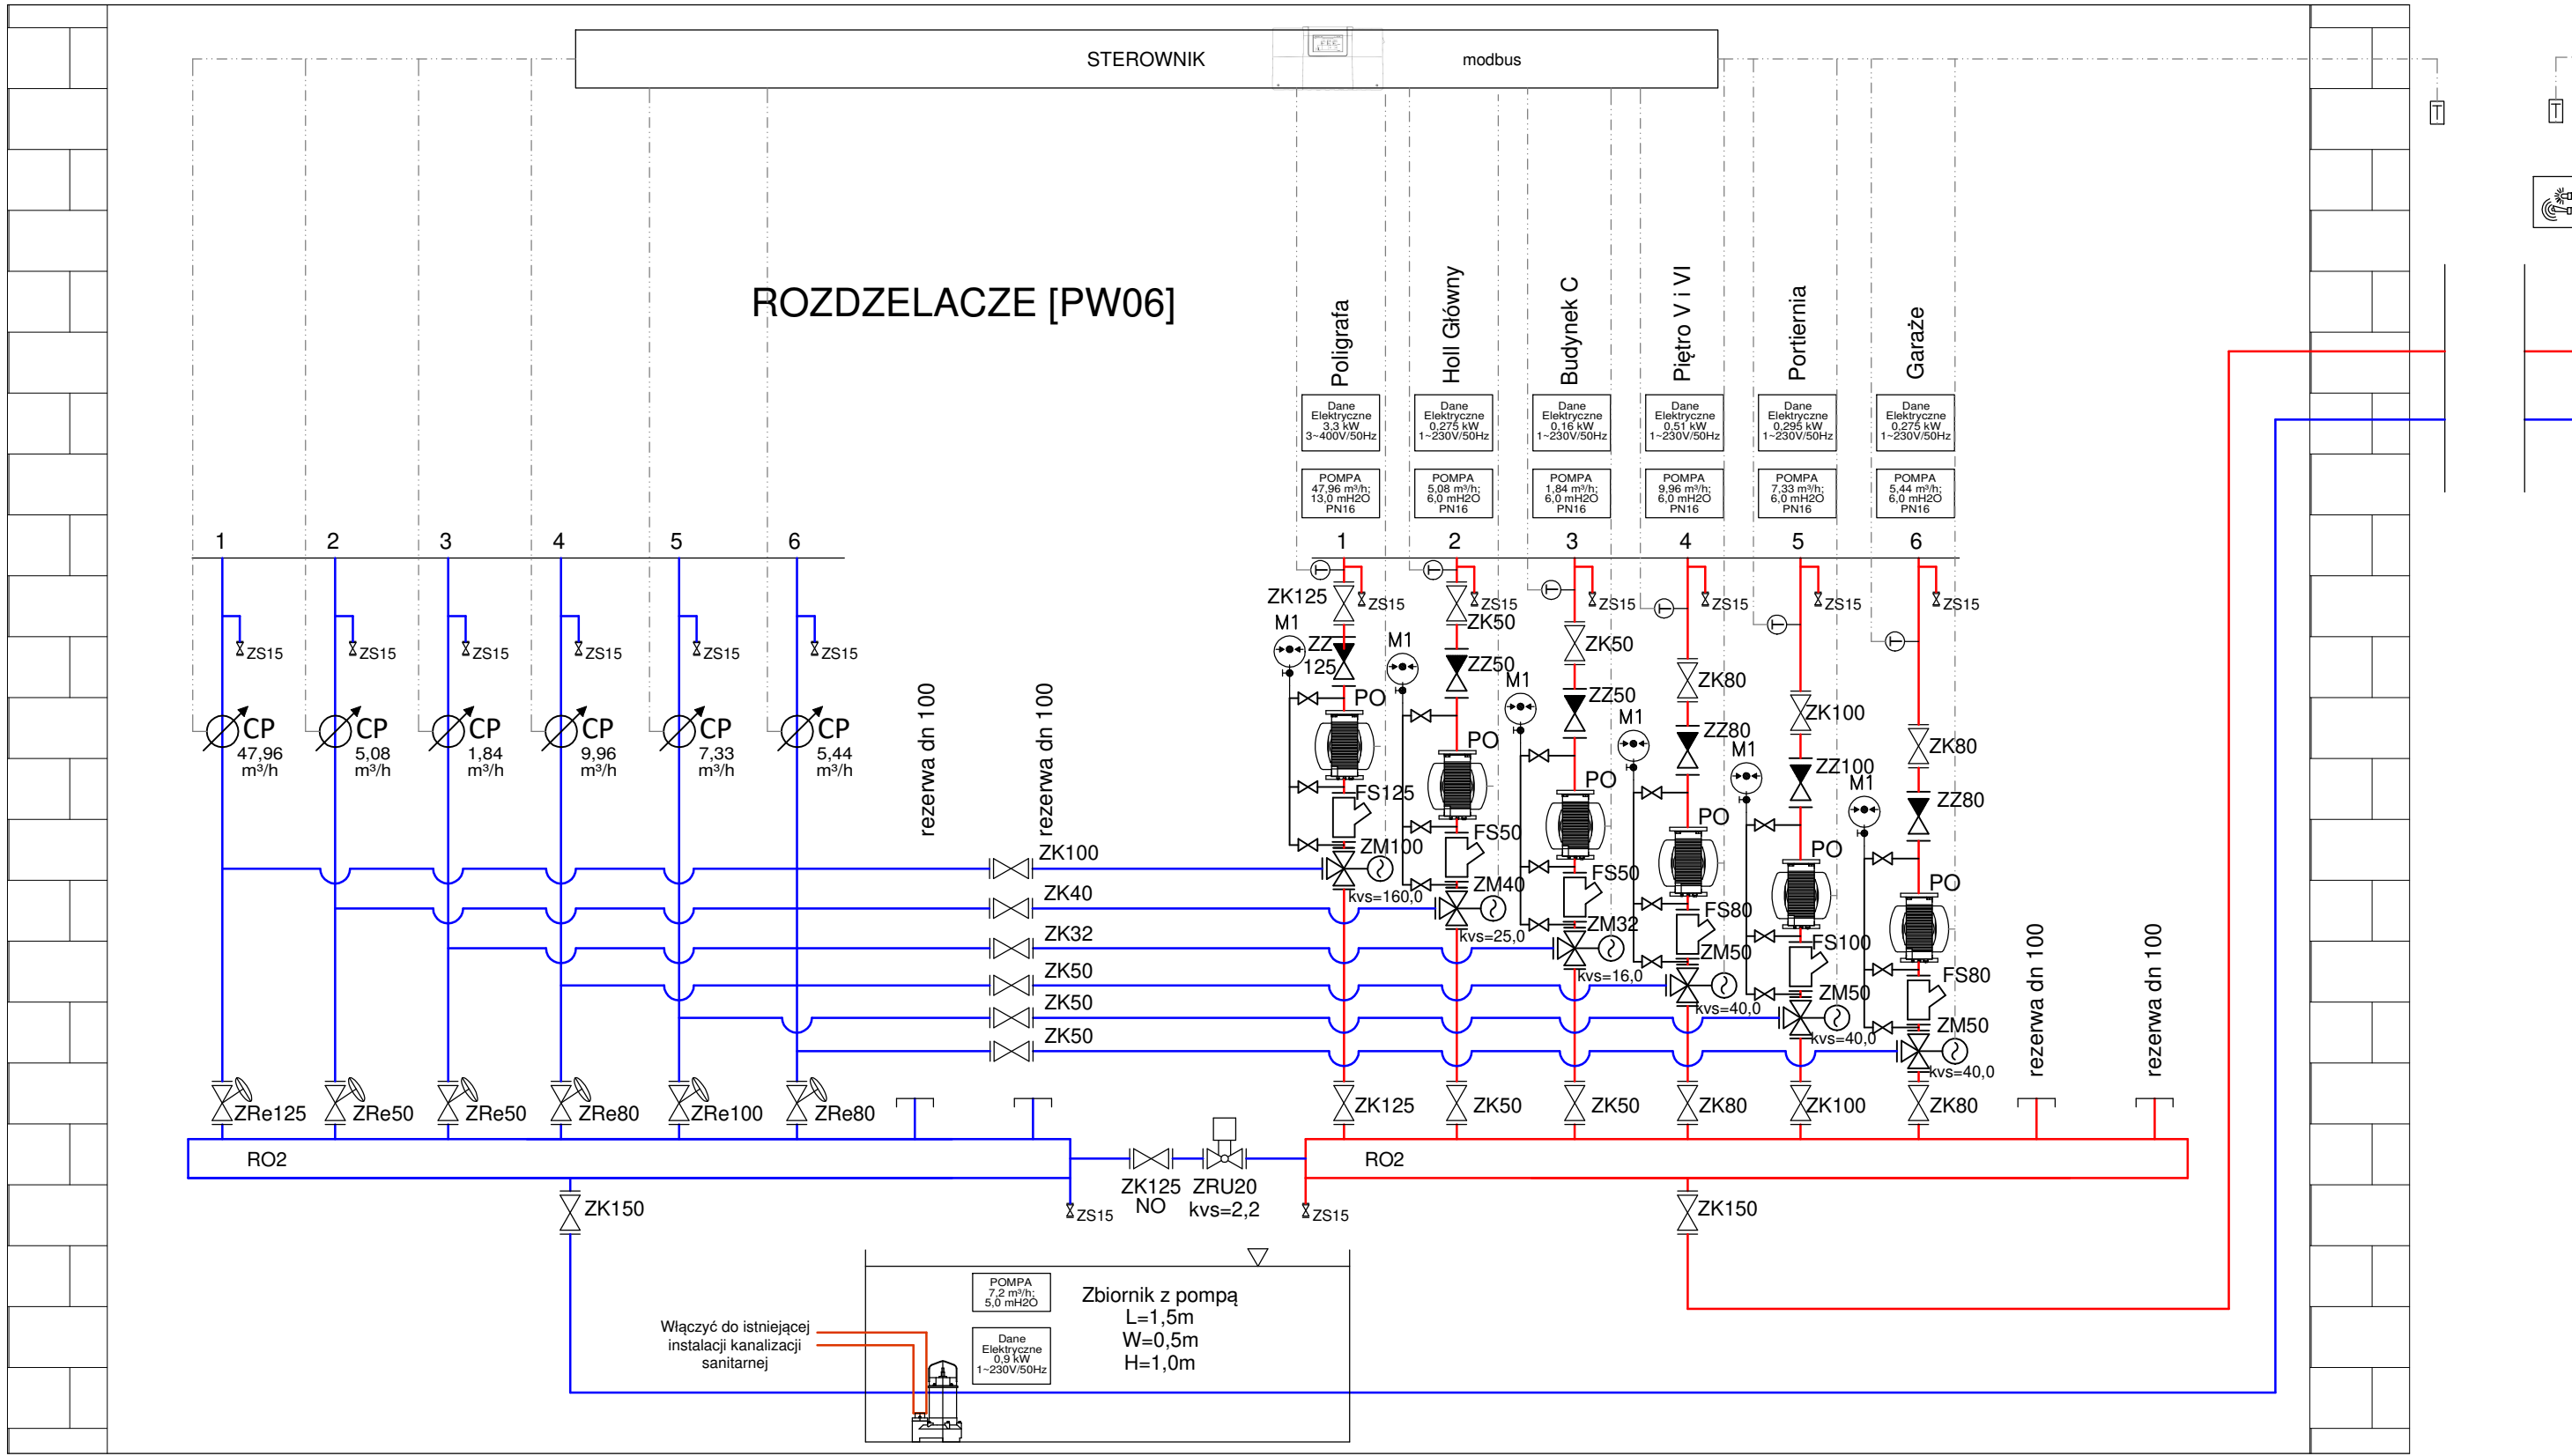 STEROWNIK
modbus
T
T
ROZDZELACZE [PW06]
Poligrafa
Holl Główny
Budynek C
Piętro V i VI
Portiernia
Garaże
Dane
Elektryczne
3,3 kW
3~400V/50Hz
Dane
Elektryczne
0,275 kW
1~230V/50Hz
Dane
Elektryczne
0,16 kW
1~230V/50Hz
Dane
Elektryczne
0,51 kW
1~230V/50Hz
Dane
Elektryczne
0,295 kW
1~230V/50Hz
Dane
Elektryczne
0,275 kW
1~230V/50Hz
POMPA
47,96 m³/h;
13,0 mH2O
PN16
POMPA
5,08 m³/h;
6,0 mH2O
PN16
POMPA
1,84 m³/h;
6,0 mH2O
PN16
POMPA
9,96 m³/h;
6,0 mH2O
PN16
POMPA
7,33 m³/h;
6,0 mH2O
PN16
POMPA
5,44 m³/h;
6,0 mH2O
PN16
1 2 3 4 5 6
1 2 3 4 5 6
T T T T T T
ZS15 ZS15 ZS15 ZS15 ZS15 ZS15
ZS15 ZS15 ZS15 ZS15 ZS15 ZS15
CP
47,96
m³/h
CP
5,08
m³/h
CP
1,84
m³/h
CP
9,96
m³/h
CP
7,33
m³/h
CP
5,44
m³/h
rezerwa dn 100
rezerwa dn 100
ZK125
M1
ZZ
125
PO
FS125
ZM100
kvs=160,0
ZK50
M1
ZZ50
PO
FS50
ZM40
kvs=25,0
ZK50
M1
ZZ50
PO
FS50
ZM32
kvs=16,0
ZK80
M1
ZZ80
PO
FS80
ZM50
kvs=40,0
ZK100
M1
ZZ100
PO
FS100
ZM50
kvs=40,0
ZK80
M1
ZZ80
PO
FS80
ZM50
kvs=40,0
rezerwa dn 100
rezerwa dn 100
ZK100
ZK40
ZK32
ZK50
ZK50
ZK50
ZRe125 ZRe50 ZRe50 ZRe80 ZRe100 ZRe80
ZK125 ZK50 ZK50 ZK80 ZK100 ZK80
RO2
RO2
ZK150
ZS15
ZK125
NO
ZRU20
kvs=2,2
ZS15
ZK150
POMPA
7,2 m³/h;
5,0 mH2O
Dane
Elektryczne
0,9 kW
1~230V/50Hz
Zbiornik z pompą
L=1,5m
W=0,5m
H=1,0m
Włączyć do istniejącej
instalacji kanalizacji
sanitarnej